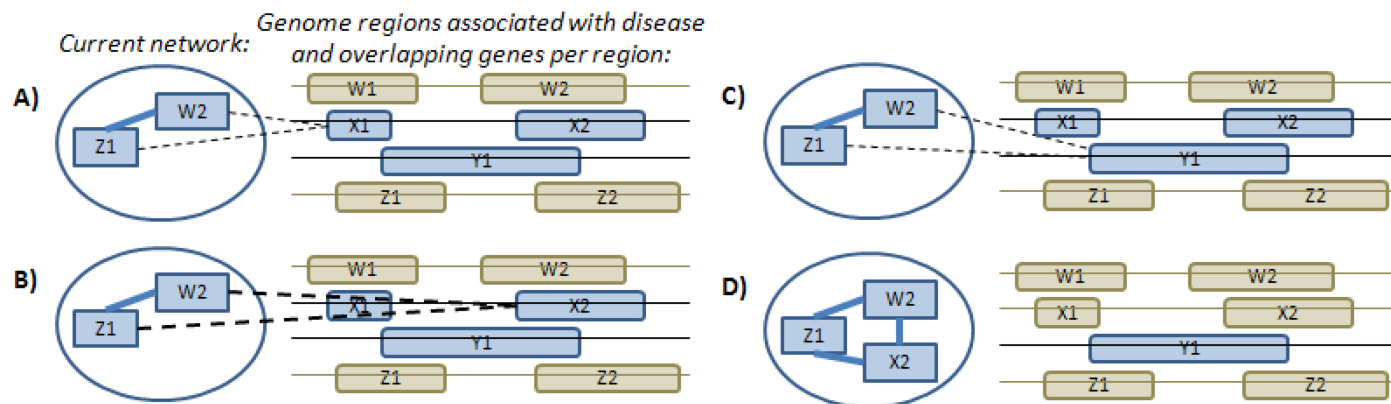 Current network:
Genome regions associated with disease
and overlapping genes per region:
A)
W2
Z1
W1 W2
X1 X2
Y1
Z1 Z2
B)
W2
Z1
W1 W2
X1 X2
Y1
Z1 Z2
C)
W2
Z1
W1 W2
X1 X2
Y1
Z1 Z2
D)
W2
Z1
X2
W1 W2
X1 X2
Y1
Z1 Z2